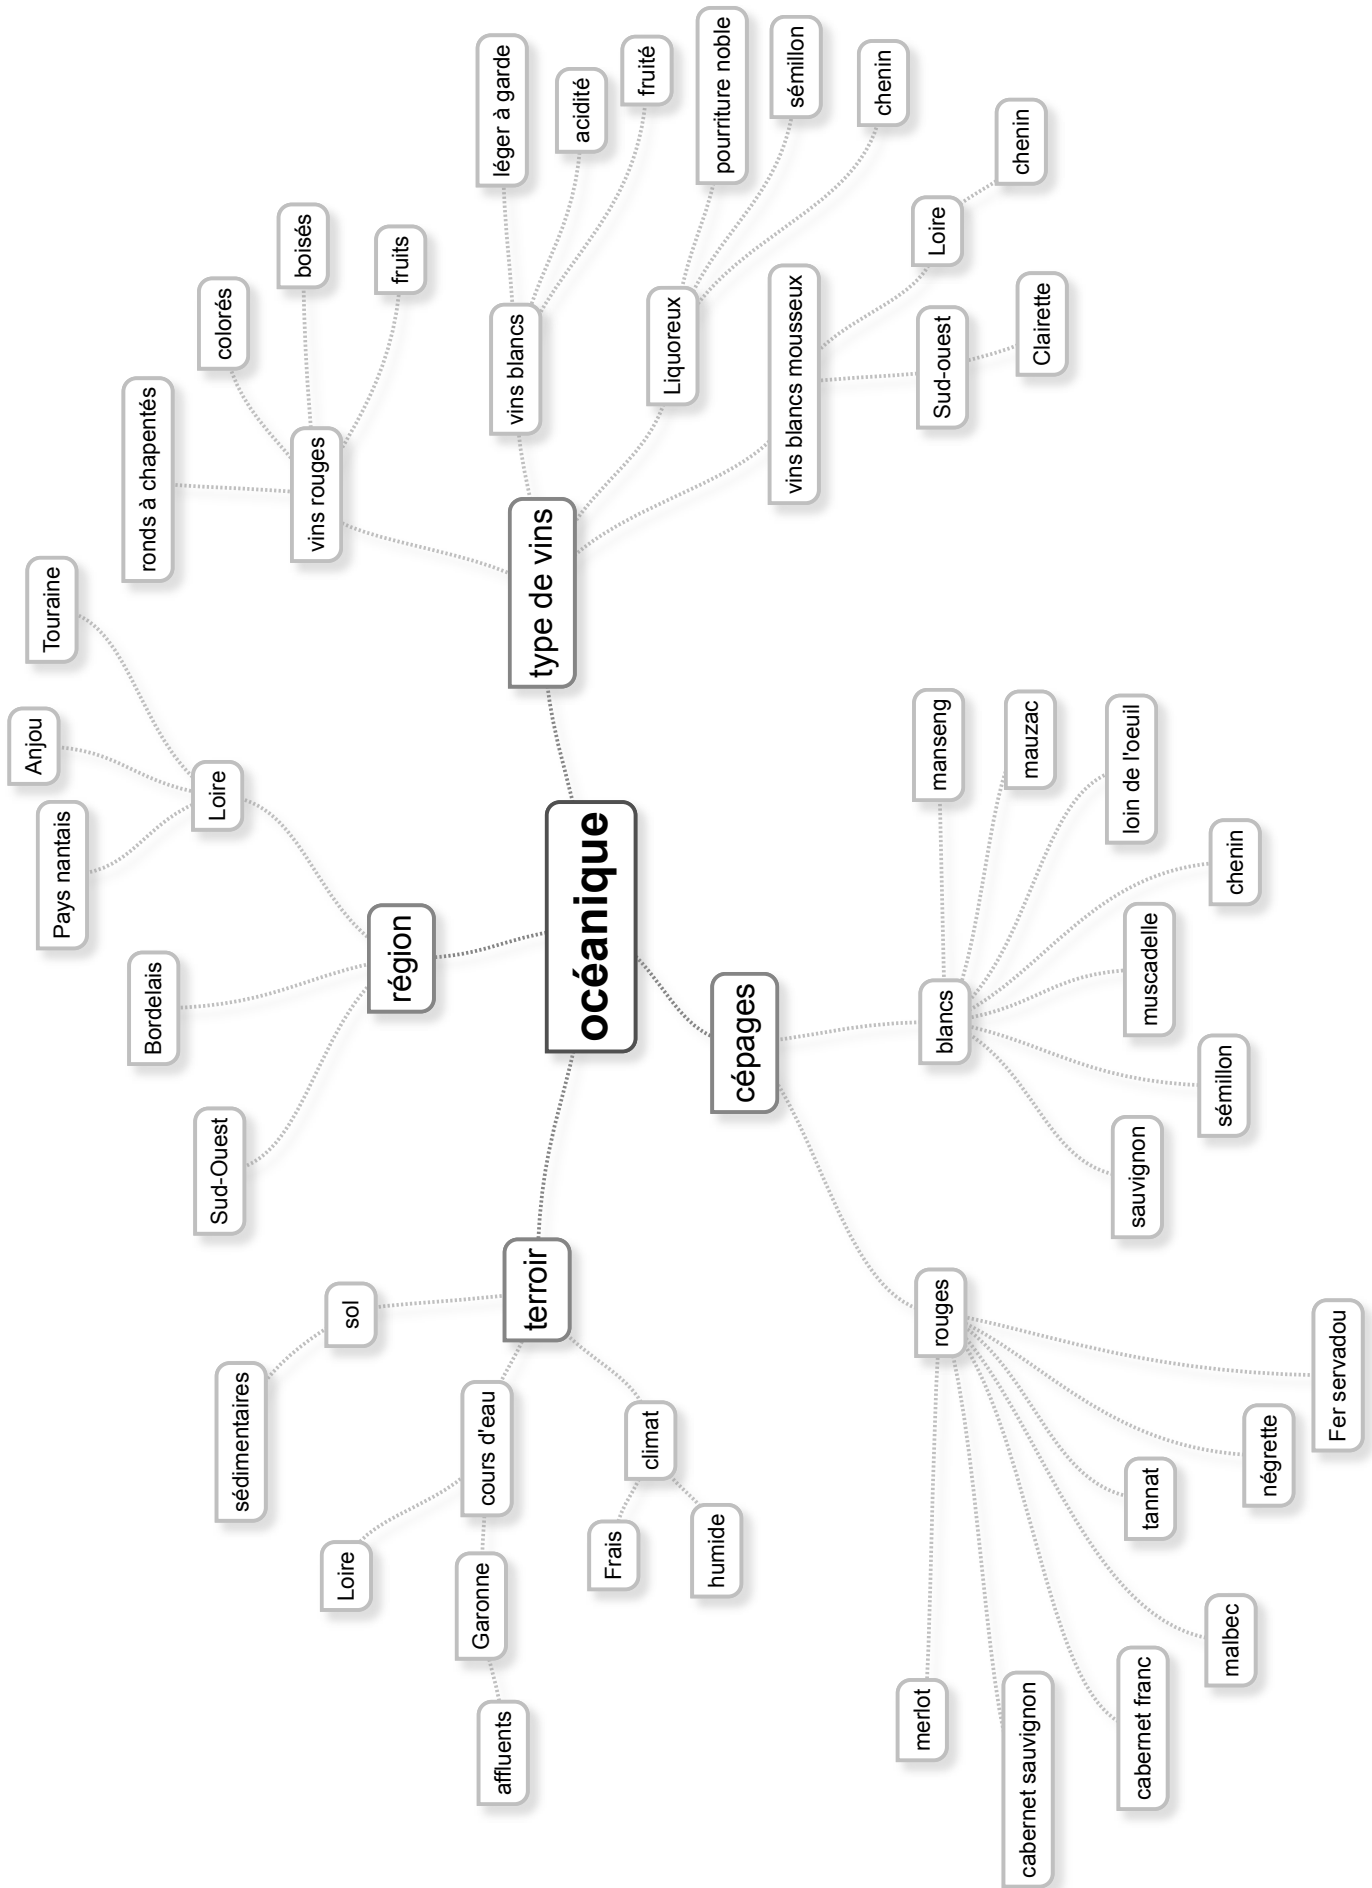 océanique
région
Loire
Touraine
Anjou
Pays nantais
Bordelais
Sud-Ouest
type de vins
vins rouges
ronds à chapentés
colorés
boisés
fruits
vins blancs
léger à garde
acidité
fruité
Liquoreux
pourriture noble
sémillon
chenin
vins blancs mousseux
Loire
chenin
Sud-ouest
Clairette
cépages
blancs
manseng
mauzac
loin de l'oeuil
chenin
muscadelle
sémillon
sauvignon
rouges
Fer servadou
négrette
tannat
malbec
cabernet franc
cabernet sauvignon
merlot
terroir
sol
sédimentaires
cours d'eau
Loire
Garonne
affluents
climat
Frais
humide